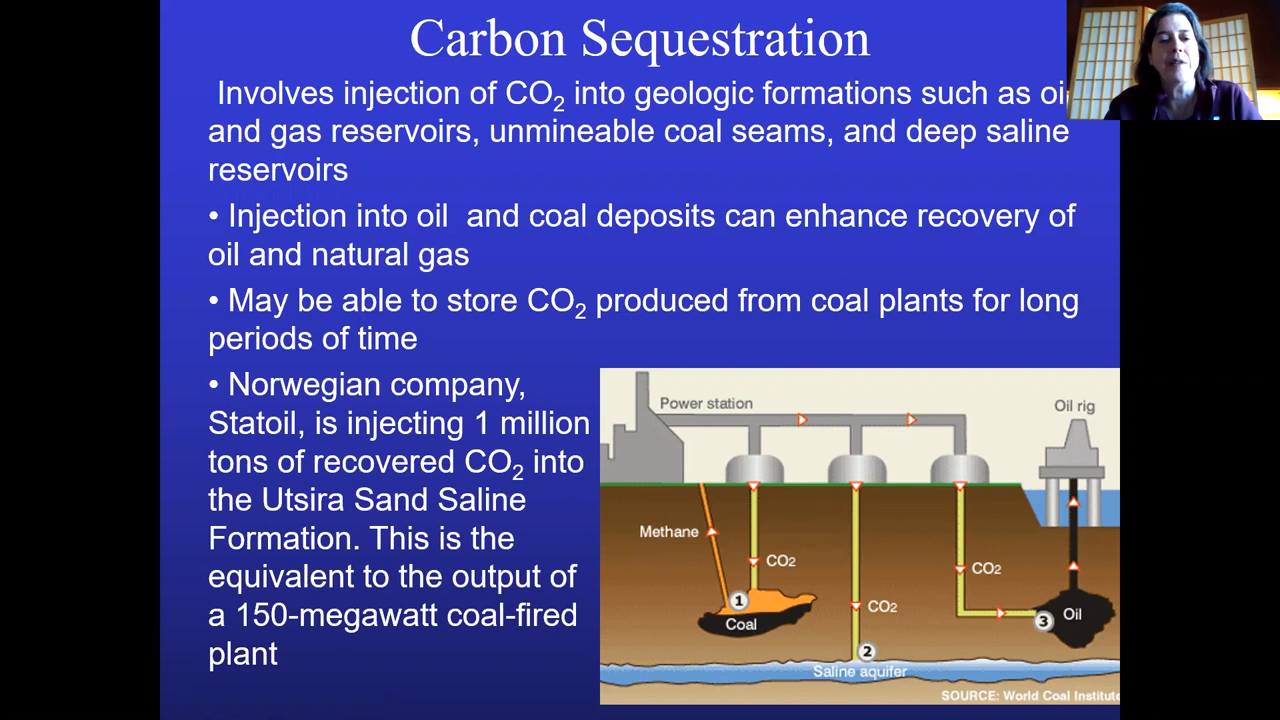 Carbon Sequestration
Involves injection of CO₂ into geologic formations such as oi
and gas reservoirs, unmineable coal seams, and deep saline
reservoirs
• Injection into oil and coal deposits can enhance recovery of
oil and natural gas
• May be able to store CO₂ produced from coal plants for long
periods of time
• Norwegian company,
Statoil, is injecting 1 million
tons of recovered CO₂ into
the Utsira Sand Saline
Formation. This is the
equivalent to the output of
a 150-megawatt coal-fired
plant
Power station
Oil rig
Methane
CO₂
CO₂
CO₂
1
Coal
2
Saline aquifer
3
Oil
SOURCE: World Coal Institute